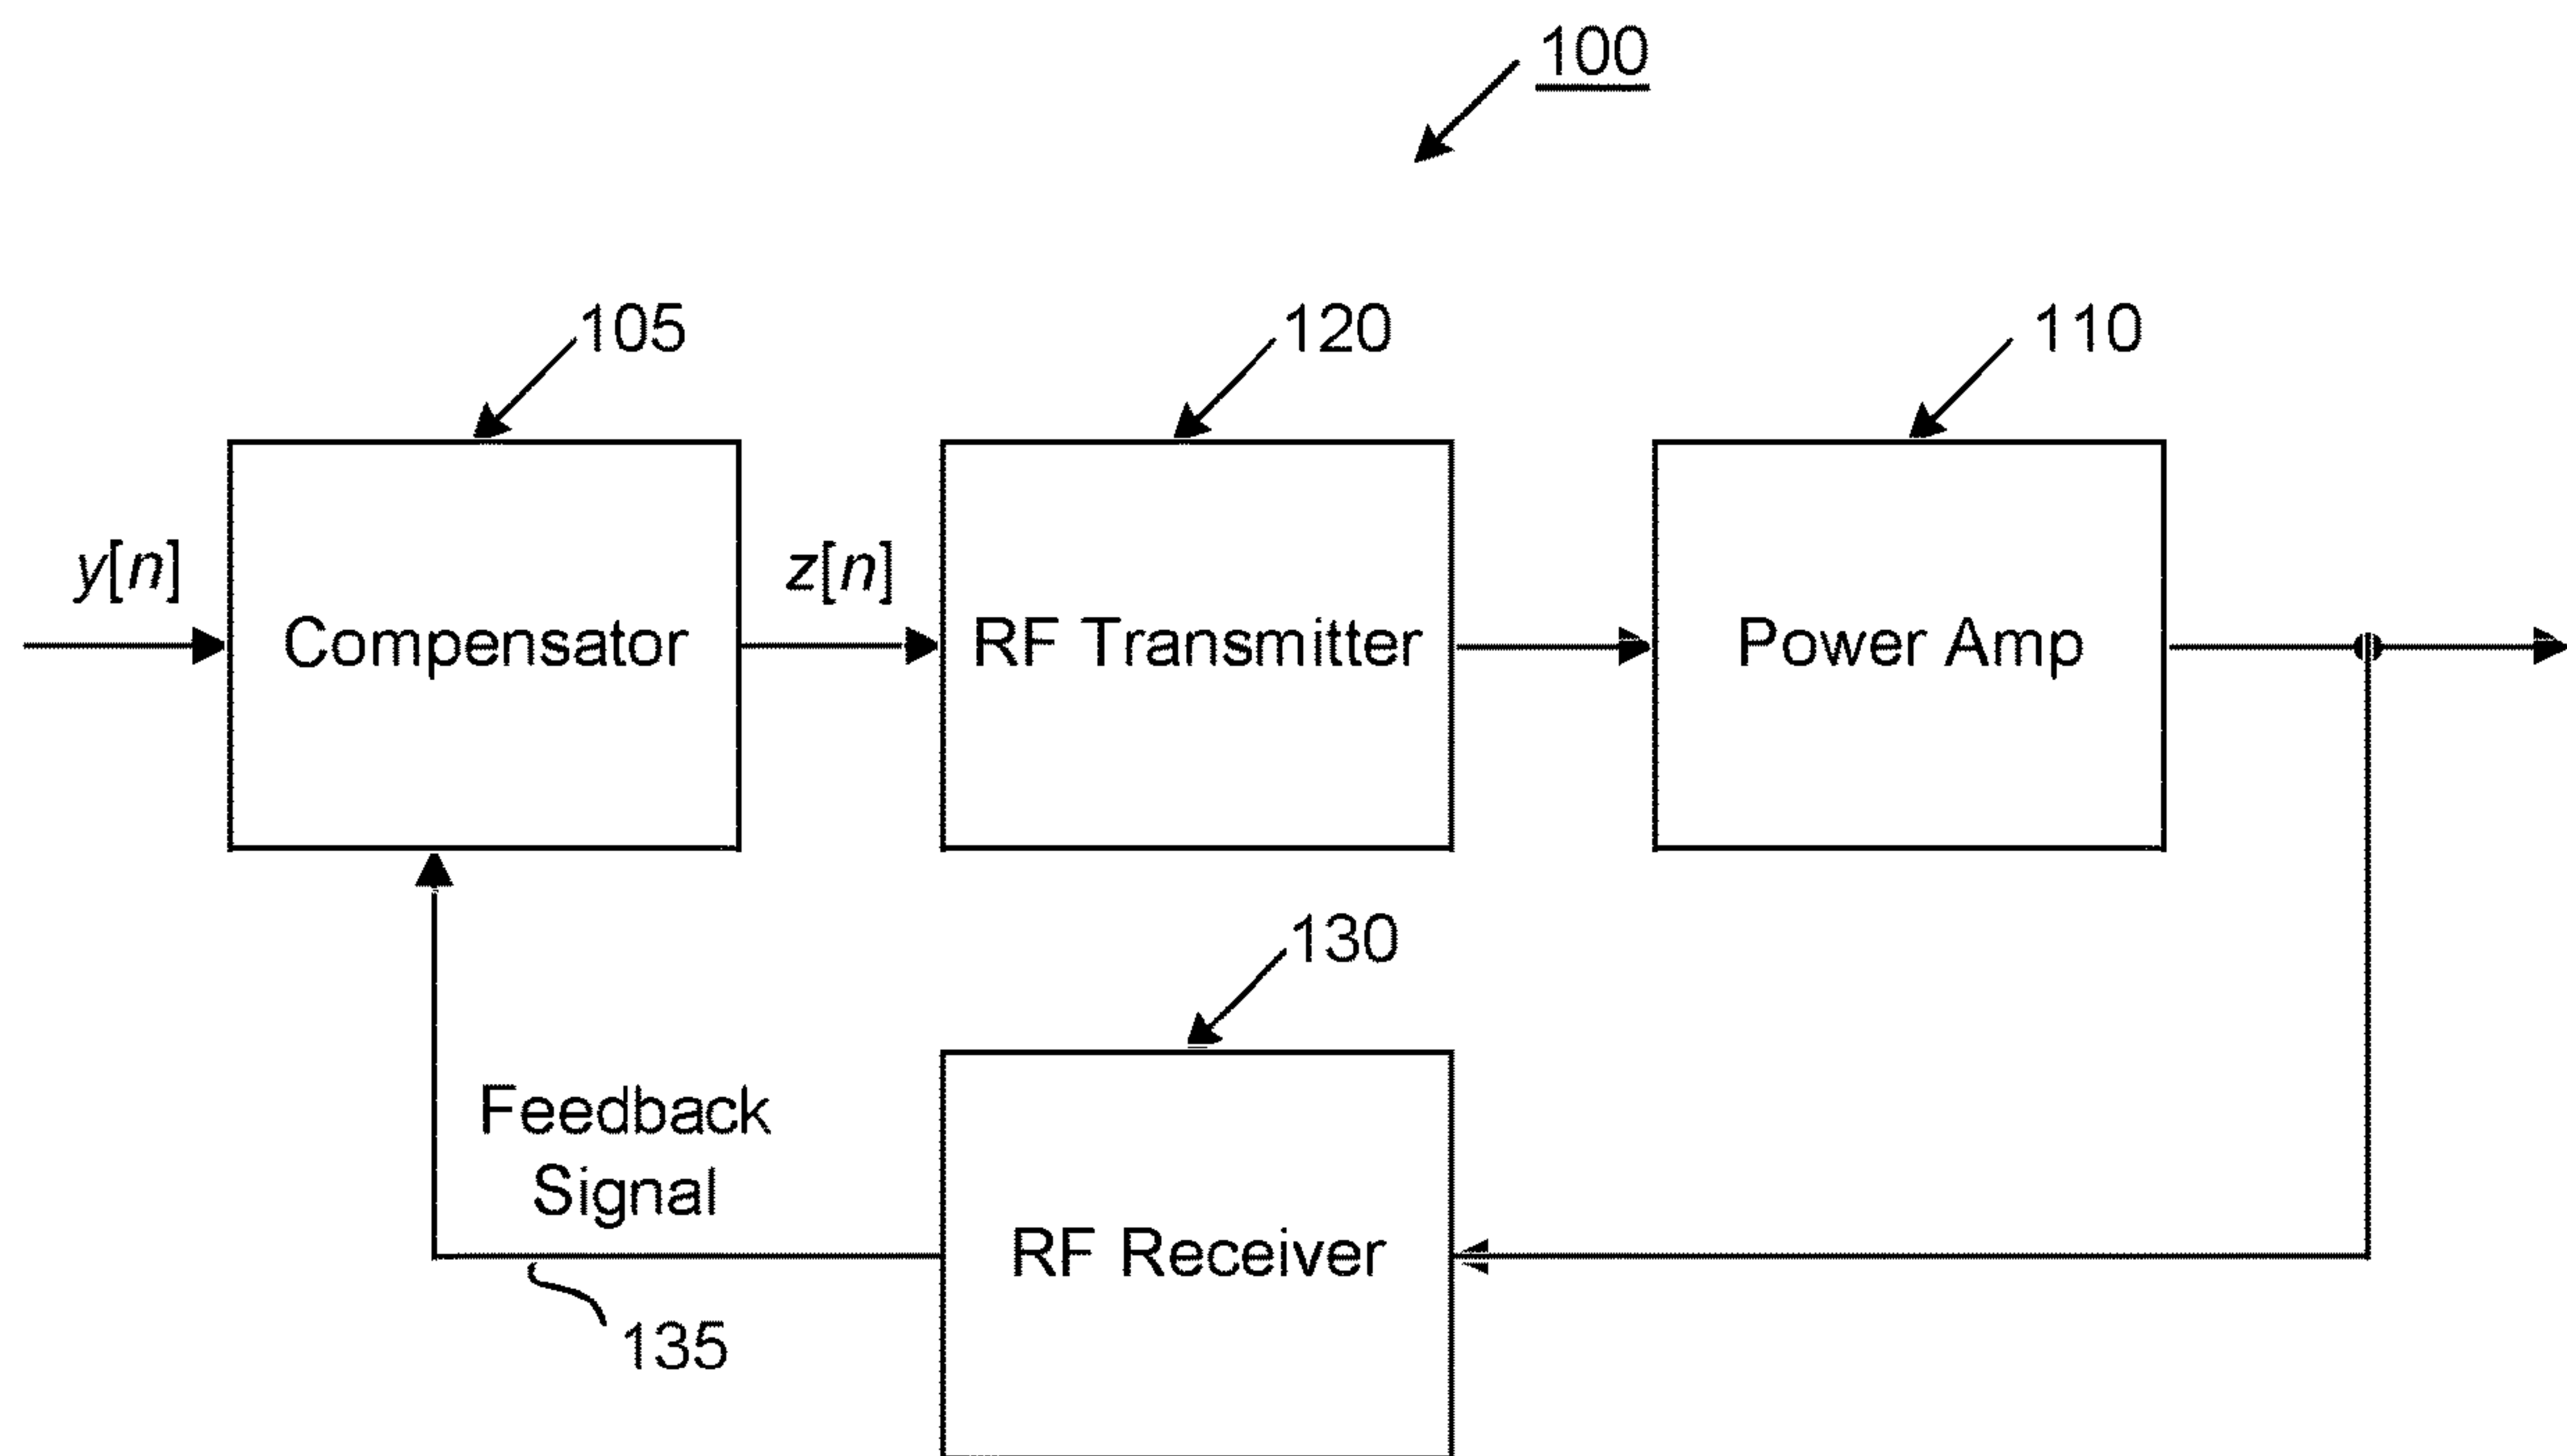 100
105
120
110
y[n]
Compensator
z[n]
RF Transmitter
Power Amp
130
Feedback
Signal
RF Receiver
135